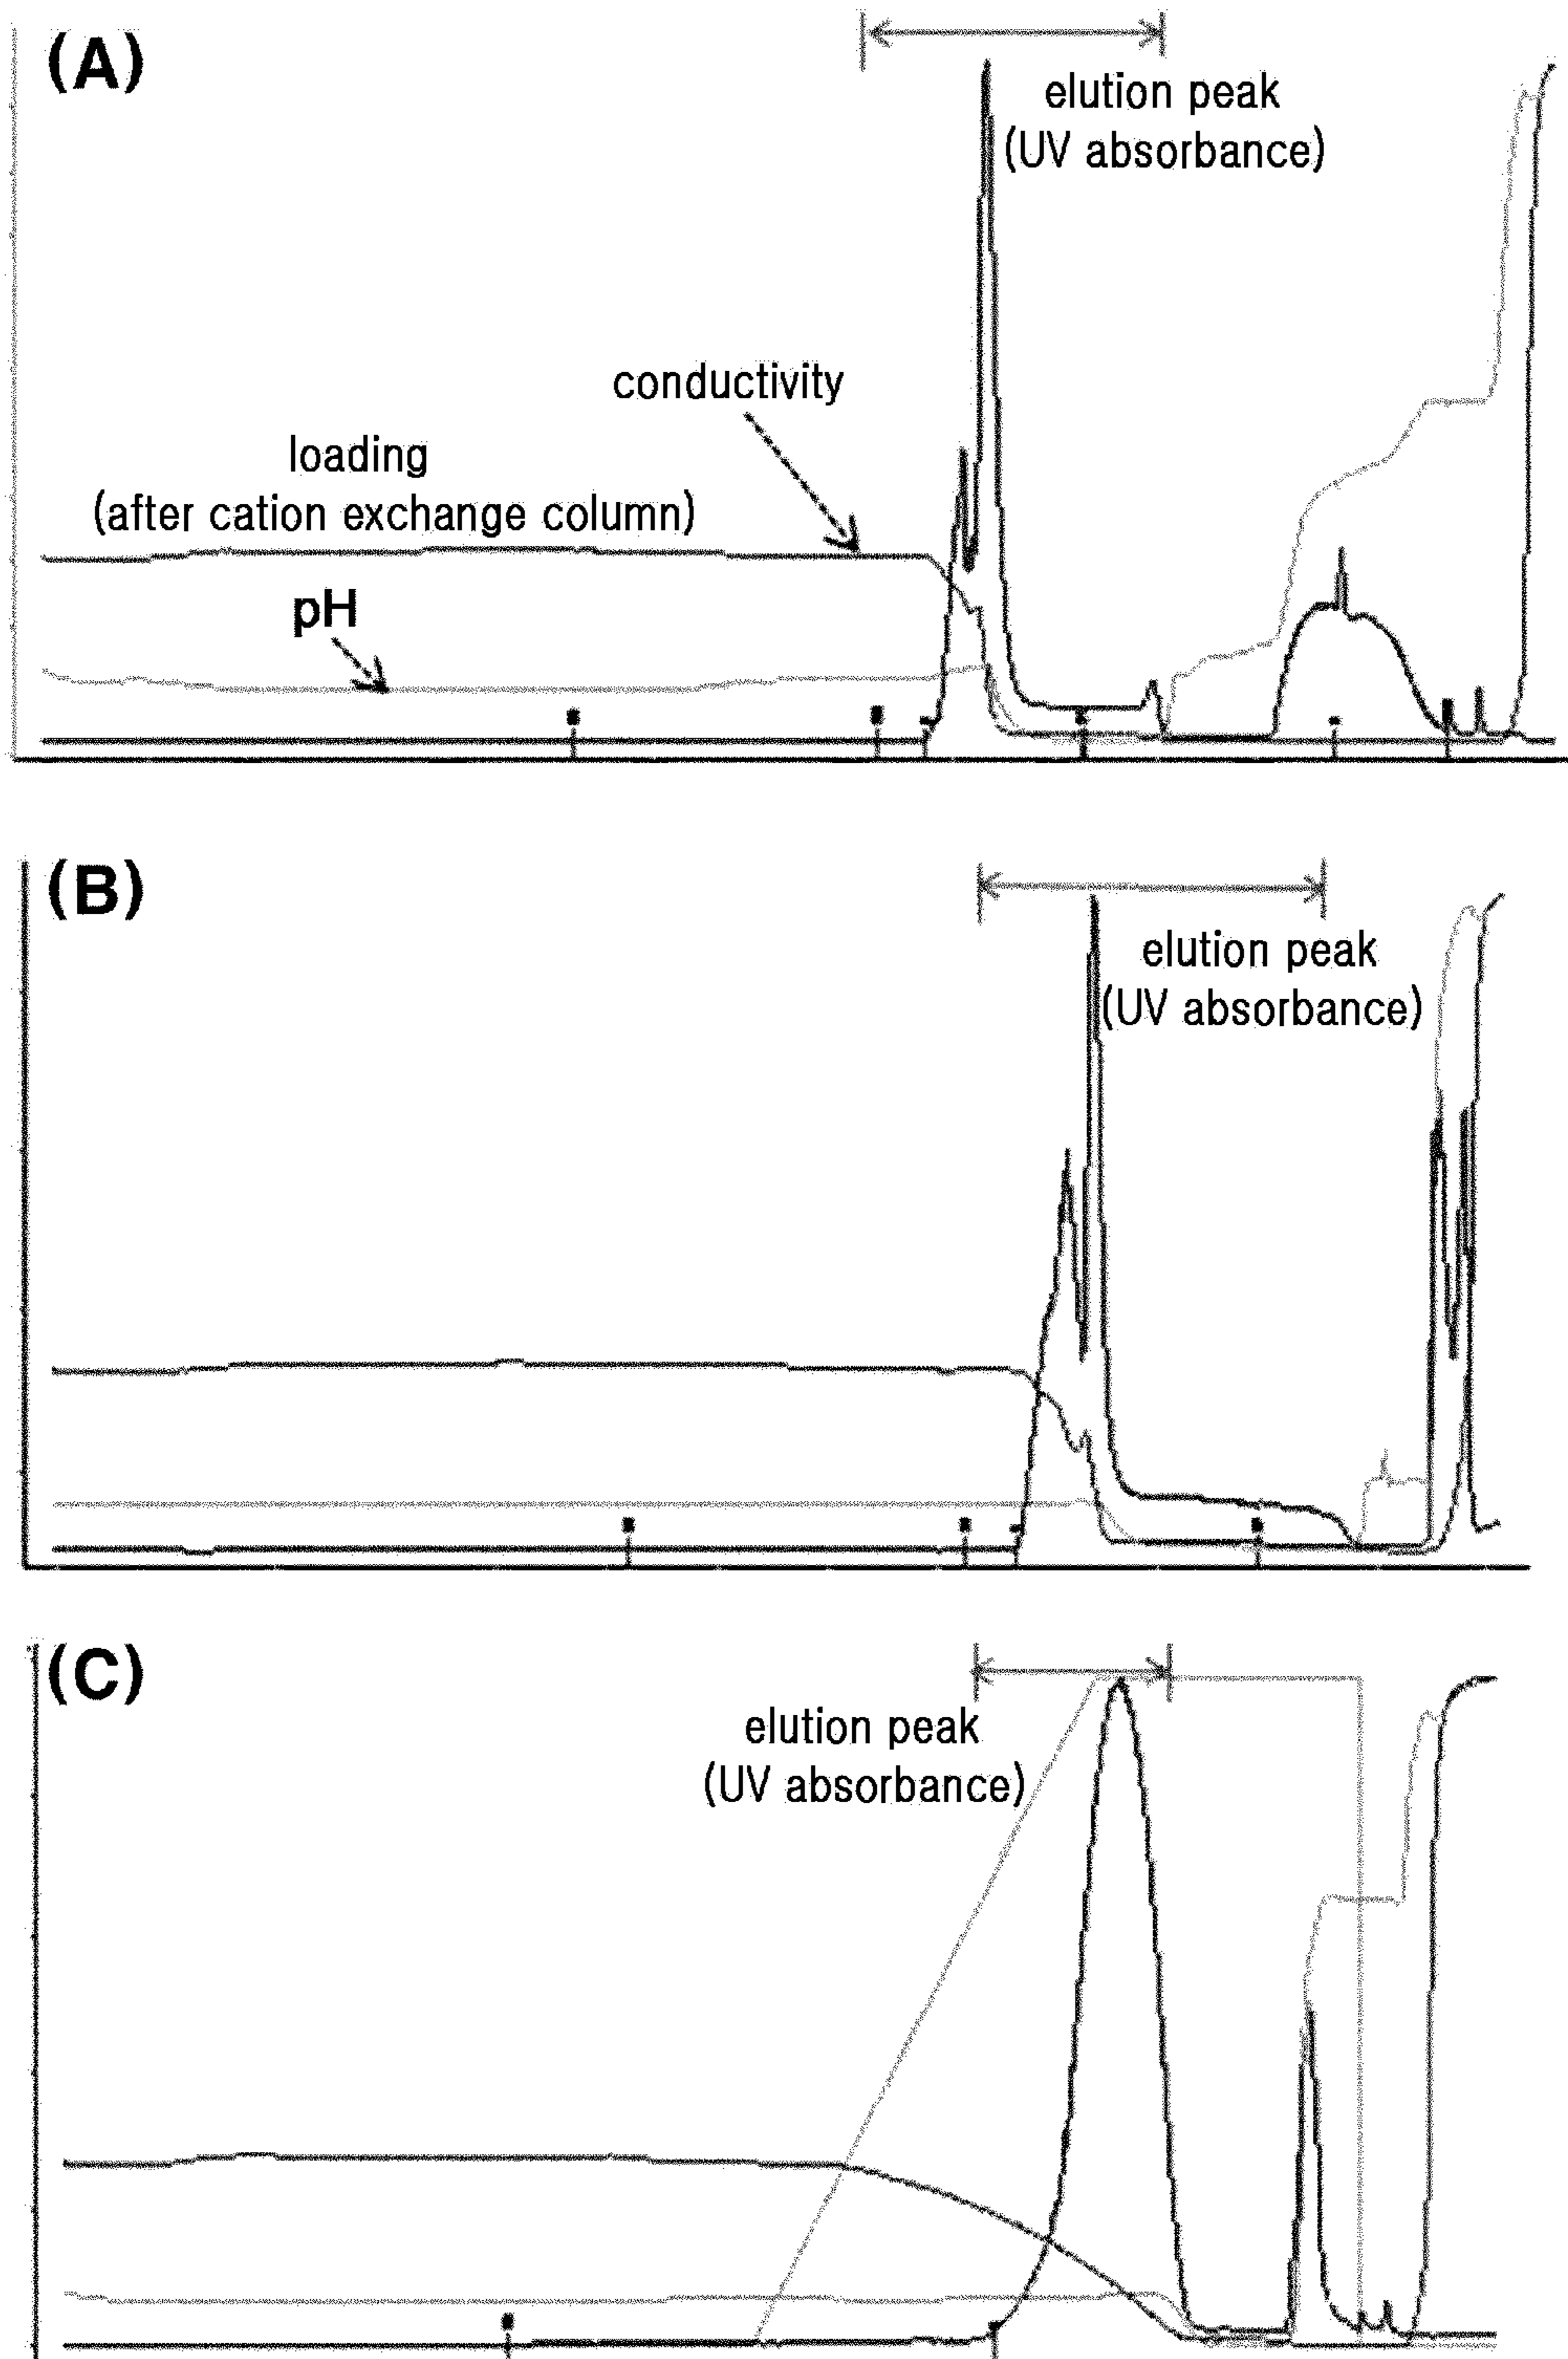 (A)
elution peak
(UV absorbance)
conductivity
loading
(after cation exchange column)
pH
(B)
elution peak
(UV absorbance)
(C)
elution peak
(UV absorbance)